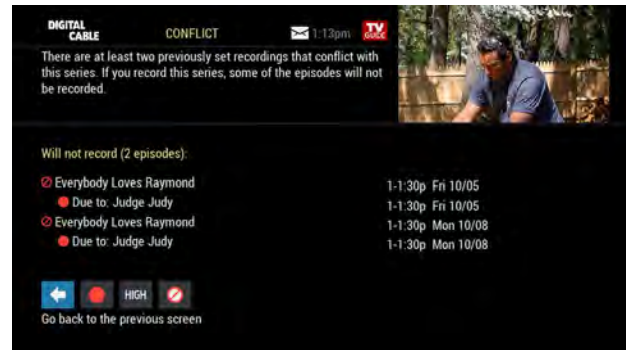 DIGITAL CABLE CONFLICT 1:13pm TV GUIDE
There are at least two previously set recordings that conflict with
this series. If you record this series, some of the episodes will not
be recorded.
Will not record (2 episodes):
Everybody Loves Raymond 1-1:30p Fri 10/05
Due to: Judge Judy 1-1:30p Fri 10/05
Everybody Loves Raymond 1-1:30p Mon 10/08
Due to: Judge Judy 1-1:30p Mon 10/08
HIGH
Go back to the previous screen